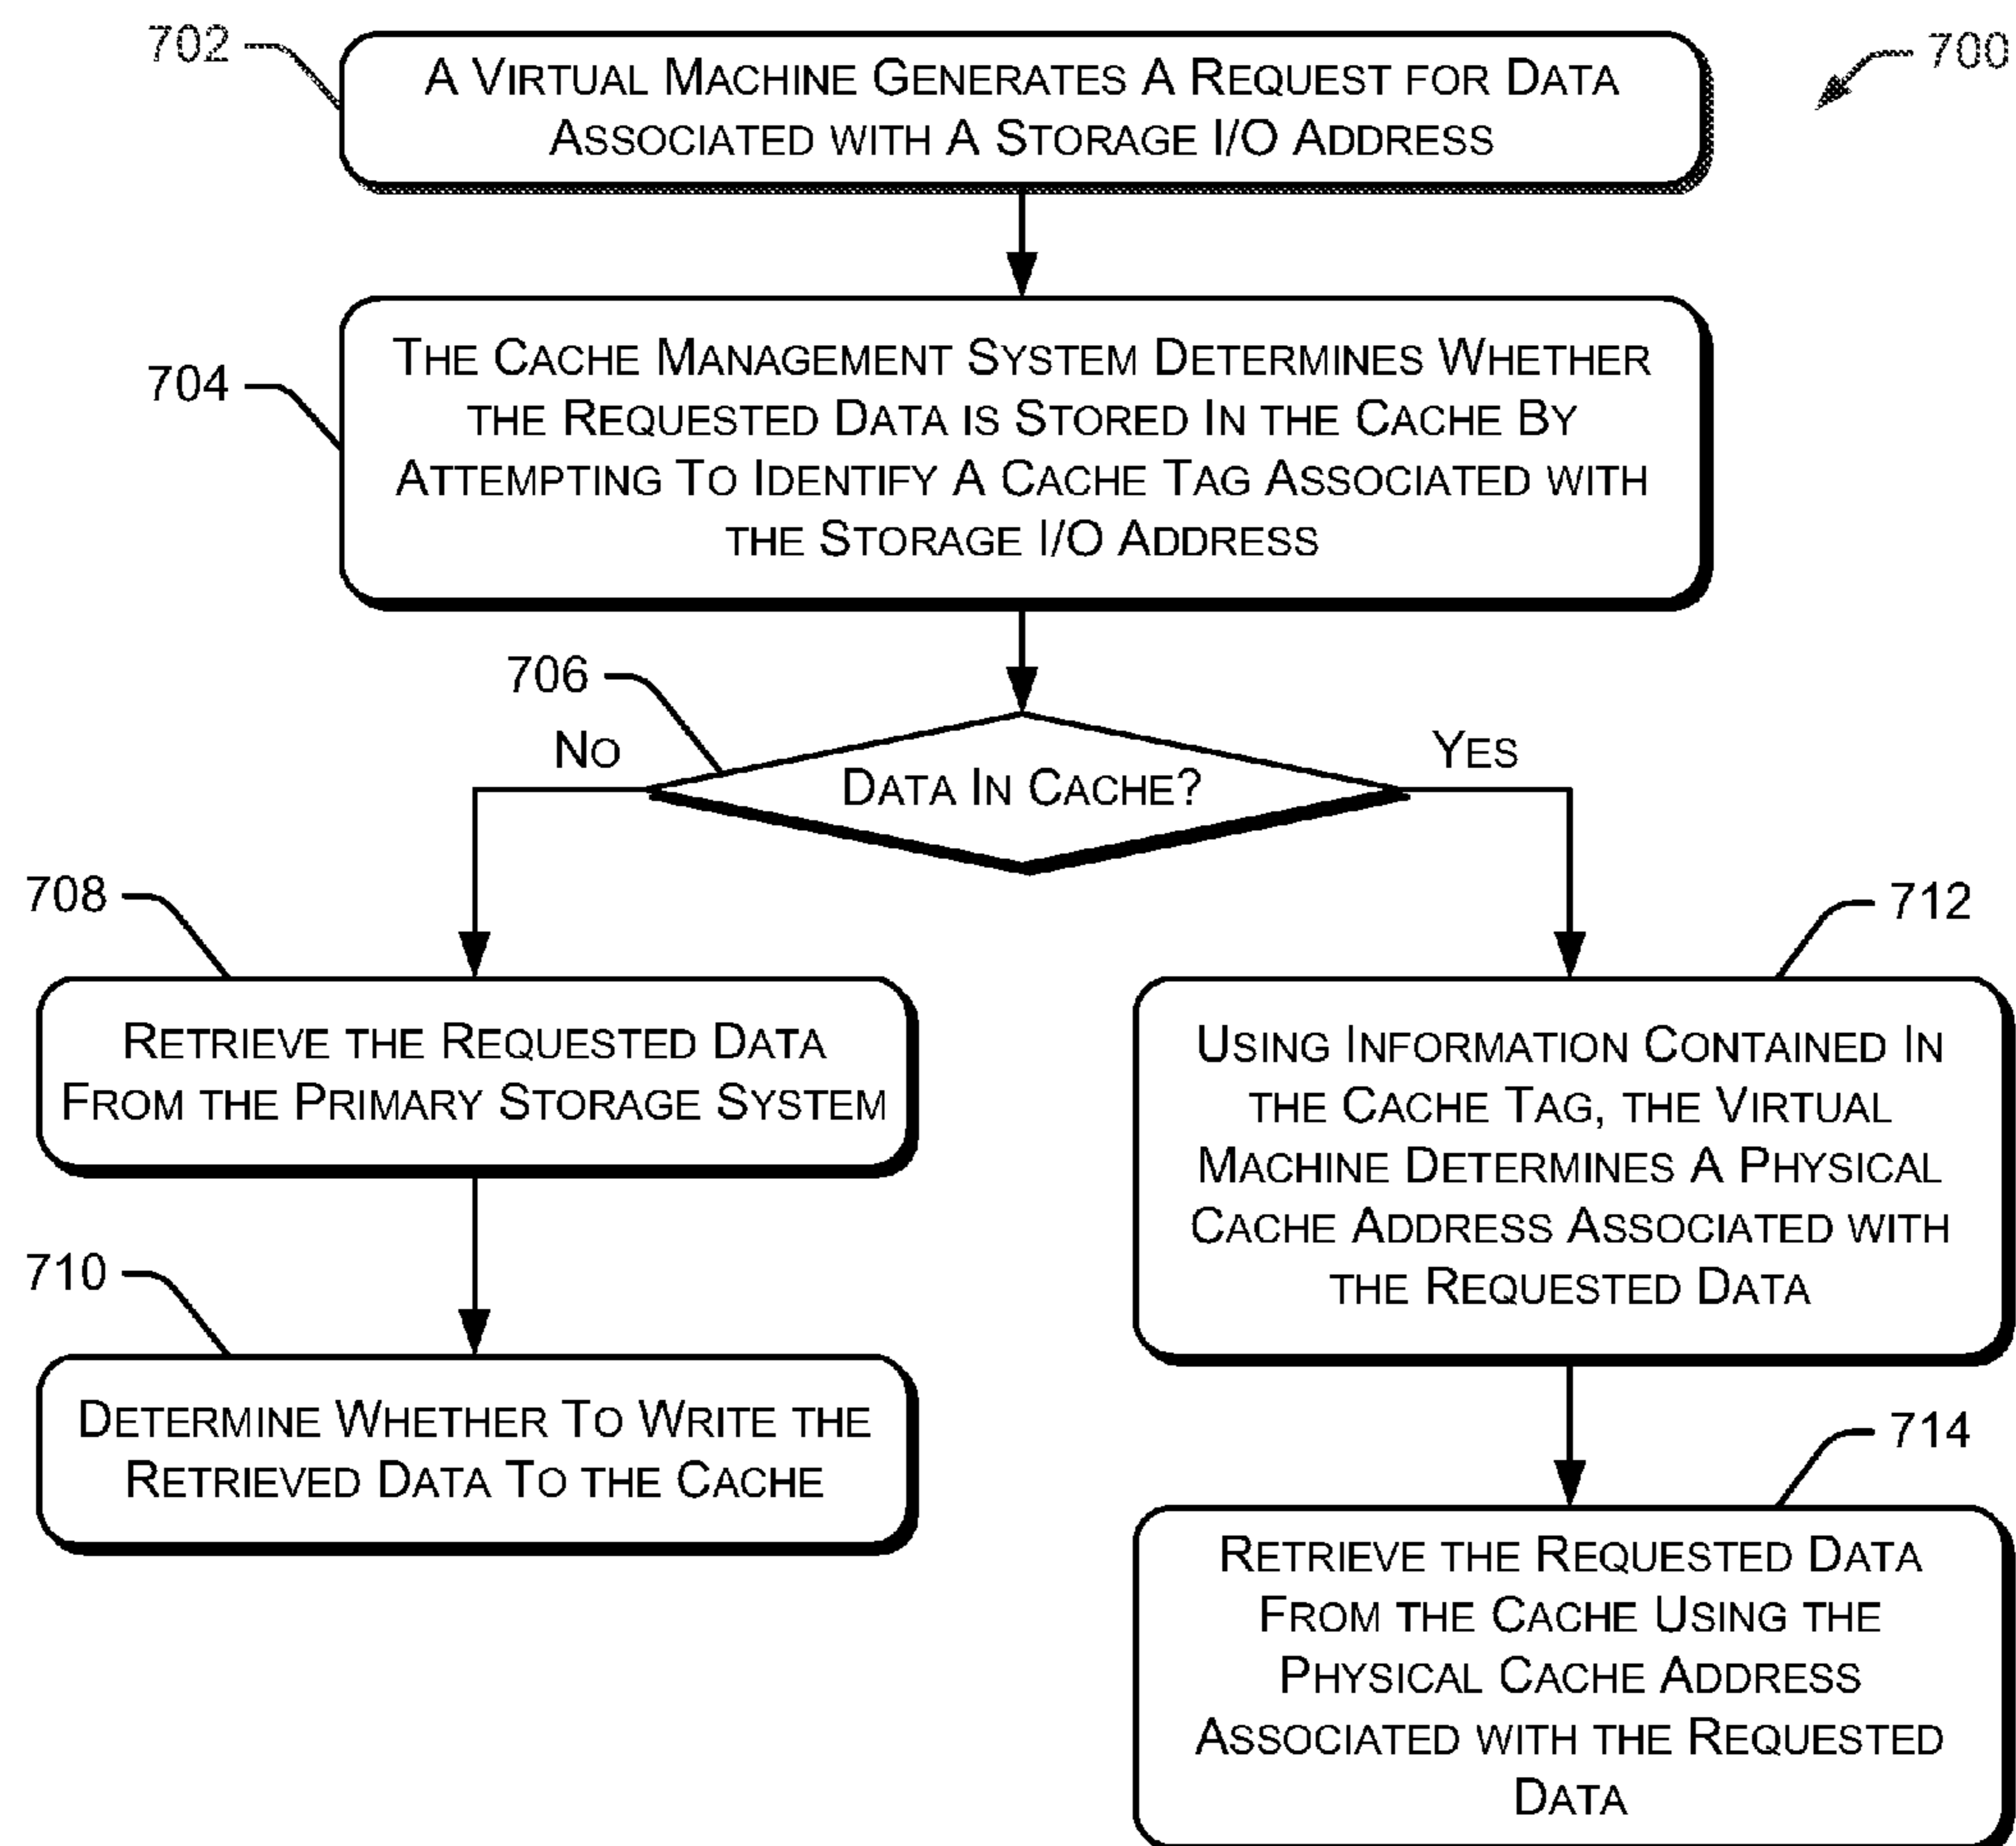 702
A Virtual Machine Generates A Request for Data
Associated with A Storage I/O Address
700
704
The Cache Management System Determines Whether
the Requested Data is Stored In the Cache By
Attempting To Identify A Cache Tag Associated with
the Storage I/O Address
706
No
Data In Cache?
Yes
708
Retrieve the Requested Data
From the Primary Storage System
710
Determine Whether To Write the
Retrieved Data To the Cache
712
Using Information Contained In
the Cache Tag, the Virtual
Machine Determines A Physical
Cache Address Associated with
the Requested Data
714
Retrieve the Requested Data
From the Cache Using the
Physical Cache Address
Associated with the Requested
Data